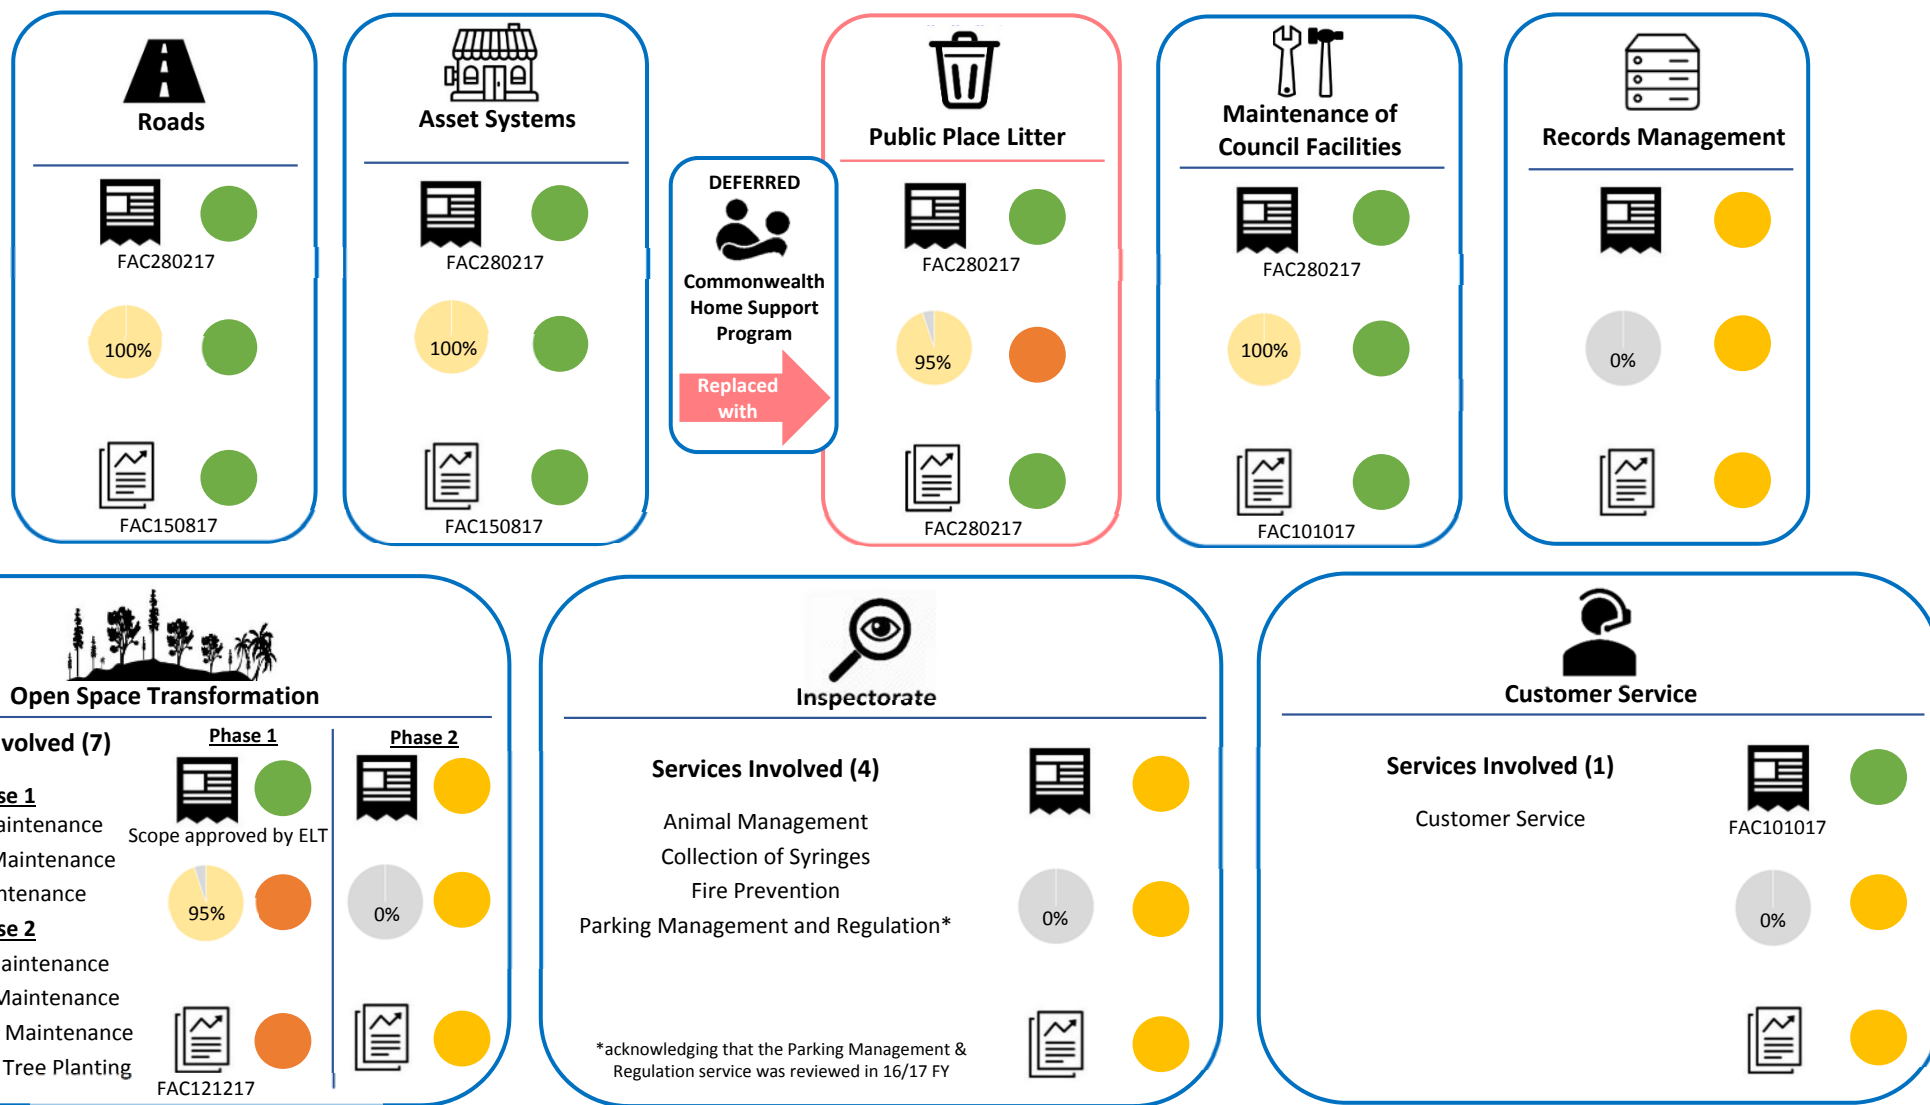 Roads
FAC280217
100%
FAC150817
Asset Systems
FAC280217
100%
FAC150817
DEFERRED
Commonwealth
Home Support
Program
Replaced
with
Public Place Litter
FAC280217
95%
FAC280217
Maintenance of
Council Facilities
FAC280217
100%
FAC101017
Records Management
0%
Open Space Transformation
volved (7)
se 1
aintenance
Maintenance
ntenance
se 2
aintenance
Maintenance
Maintenance
Tree Planting
Phase 1
Scope approved by ELT
95%
FAC121217
Phase 2
0%
Inspectorate
Services Involved (4)
Animal Management
Collection of Syringes
Fire Prevention
Parking Management and Regulation*
*acknowledging that the Parking Management &
Regulation service was reviewed in 16/17 FY
0%
Customer Service
Services Involved (1)
Customer Service
FAC101017
0%